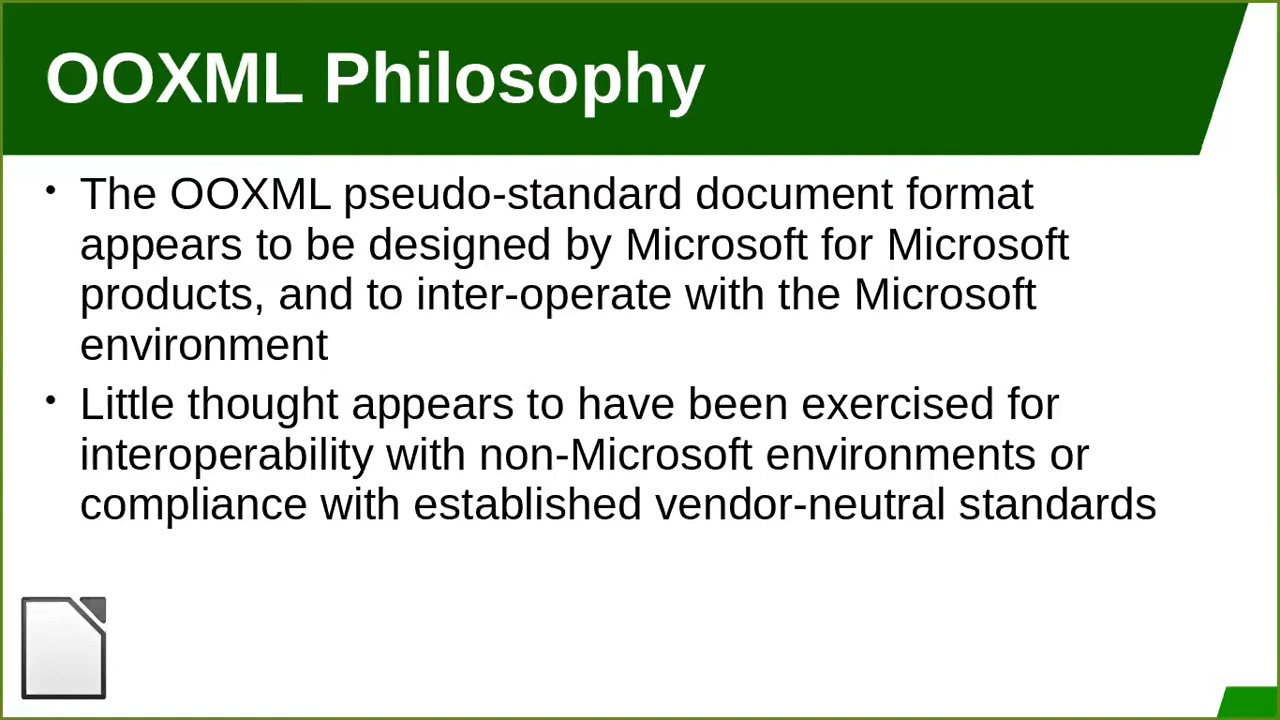 OOXML Philosophy
• The OOXML pseudo-standard document format
appears to be designed by Microsoft for Microsoft
products, and to inter-operate with the Microsoft
environment
• Little thought appears to have been exercised for
interoperability with non-Microsoft environments or
compliance with established vendor-neutral standards